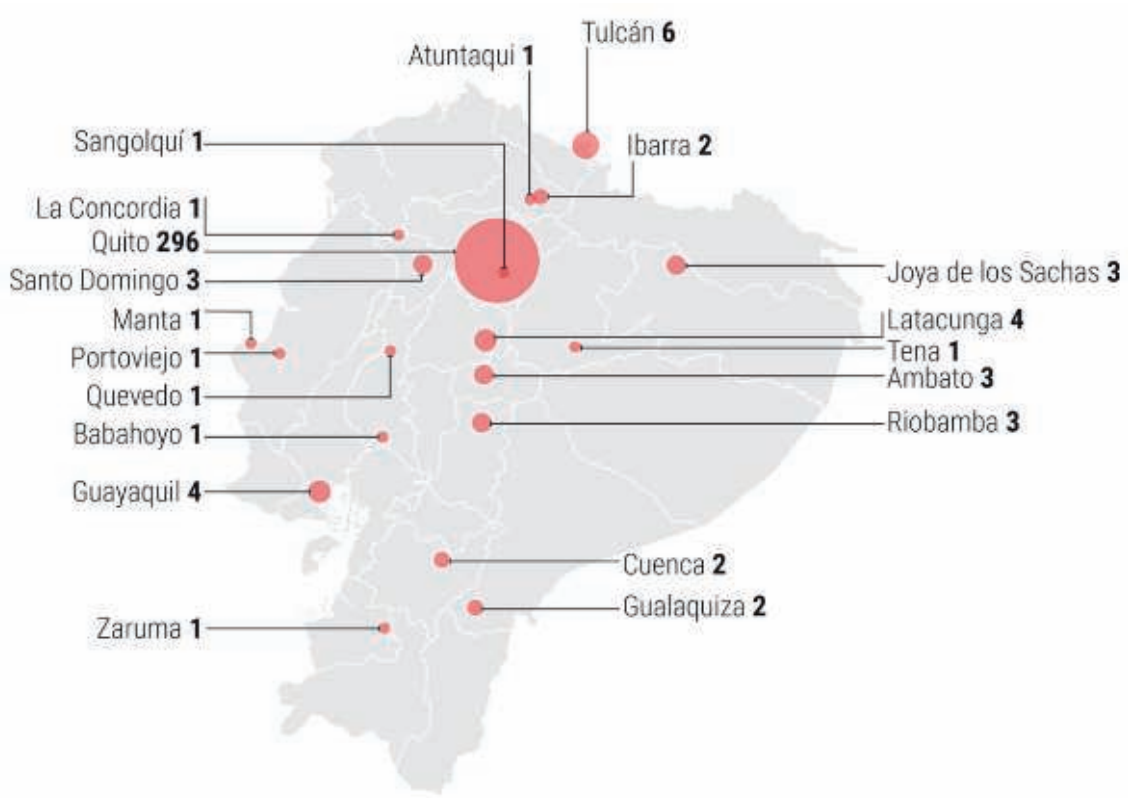 Tulcán 6
Atuntaqui 1
Sangolquí 1
Ibarra 2
La Concordia 1
Quito 296
Santo Domingo 3
Joya de los Sachas 3
Manta 1
Latacunga 4
Tena 1
Portoviejo 1
Ambato 3
Quevedo 1
Riobamba 3
Babahoyo 1
Guayaquil 4
Cuenca 2
Gualaquiza 2
Zaruma 1